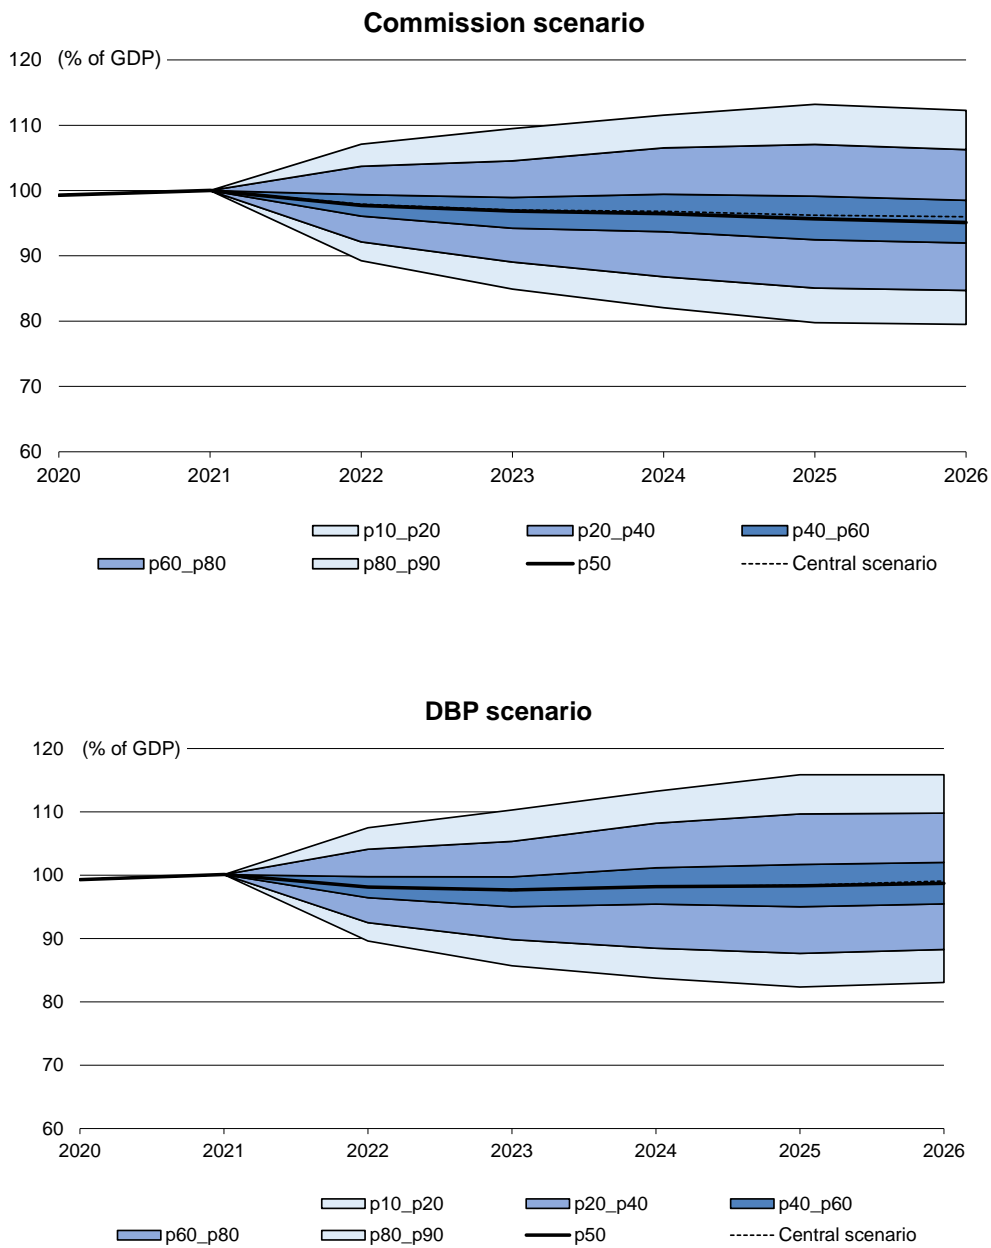 Commission scenario
120 (% of GDP)
110
100
90
80
70
60
2020 2021 2022 2023 2024 2025 2026
p10_p20 p20_p40 p40_p60
p60_p80 p80_p90 p50 Central scenario
DBP scenario
120 (% of GDP)
110
100
90
80
70
60
2020 2021 2022 2023 2024 2025 2026
p10_p20 p20_p40 p40_p60
p60_p80 p80_p90 p50 Central scenario